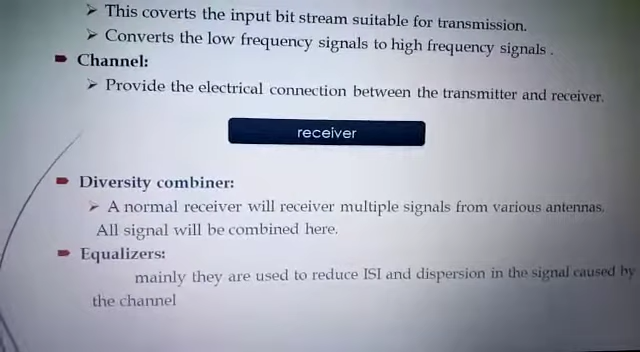 This coverts the input bit stream suitable for transmission.
Converts the low frequency signals to high frequency signals .
Channel:
Provide the electrical connection between the transmitter and receiver.
receiver
Diversity combiner:
A normal receiver will receiver multiple signals from various antennas.
All signal will be combined here.
Equalizers:
mainly they are used to reduce ISI and dispersion in the signal caused by
the channel